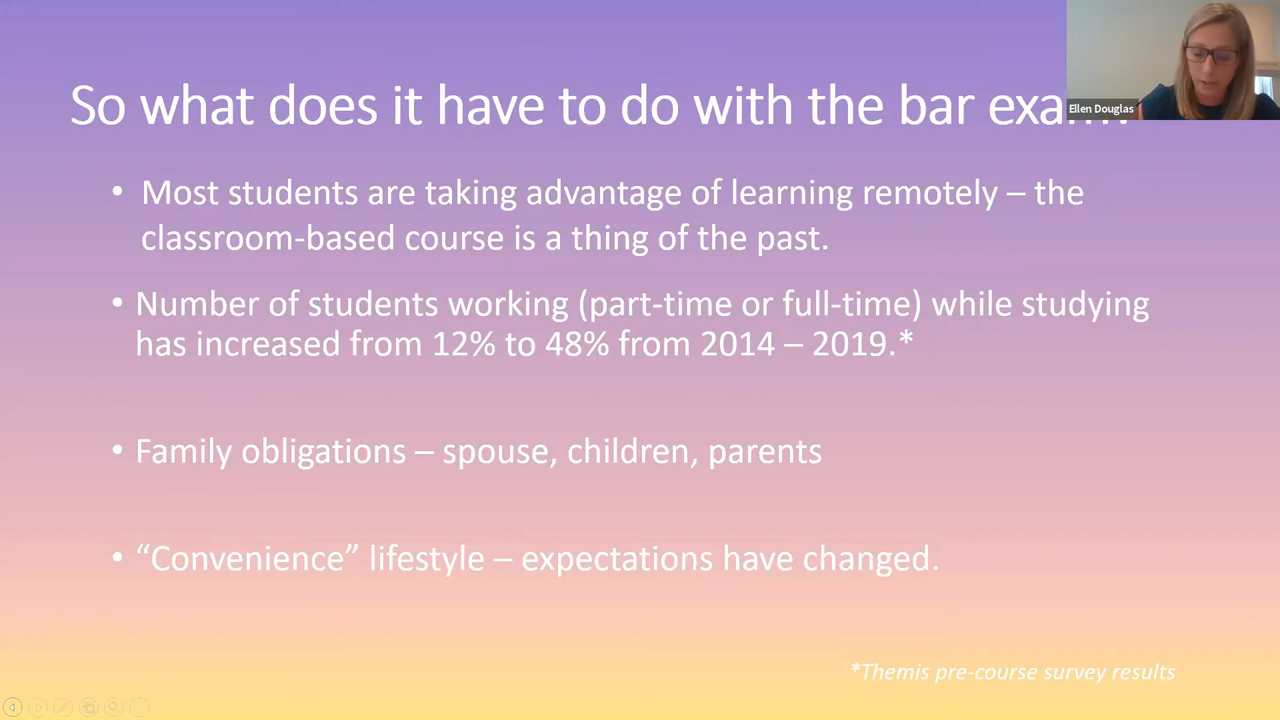 So what does it have to do with the bar
Ellen Douglas
• Most students are taking advantage of learning remotely – the
classroom-based course is a thing of the past.
• Number of students working (part-time or full-time) while studying
has increased from 12% to 48% from 2014 – 2019.*
• Family obligations – spouse, children, parents
• “Convenience” lifestyle – expectations have changed.
*Themis pre-course survey results